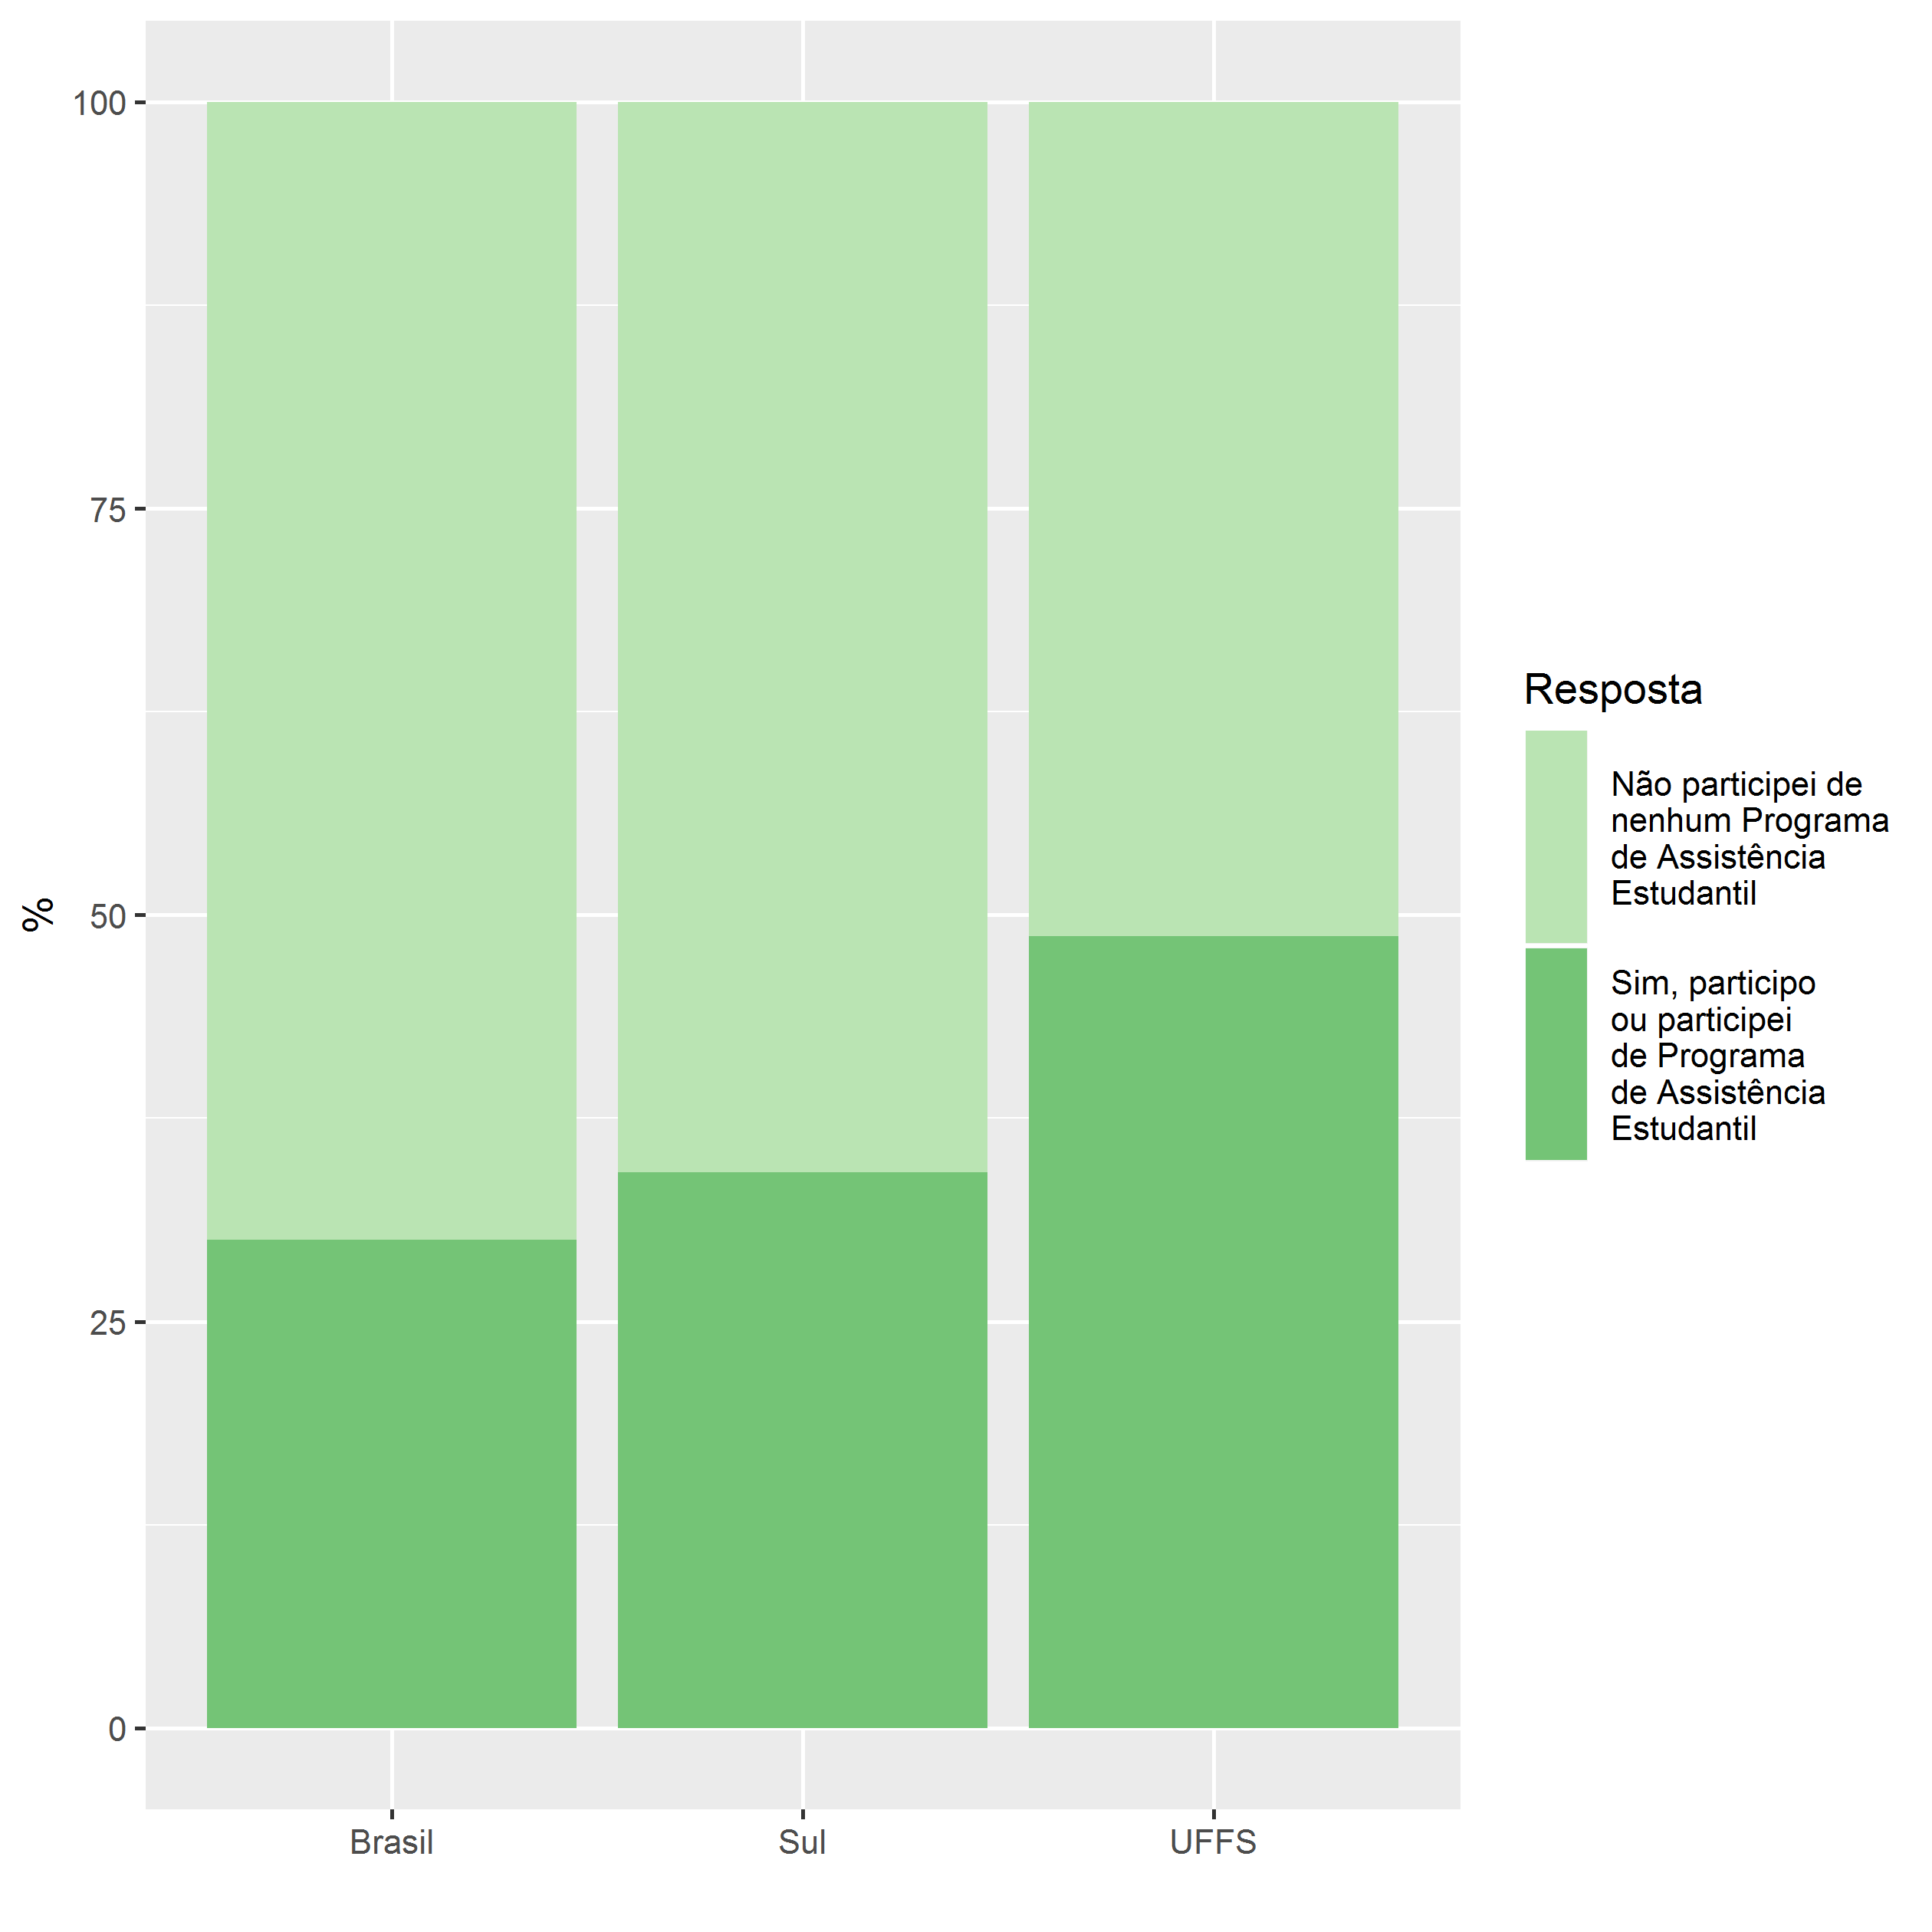 100
75
50
25
0
%
Brasil
Sul
UFFS
Resposta
Não participei de
nenhum Programa
de Assistência
Estudantil
Sim, participo
ou participei
de Programa
de Assistência
Estudantil